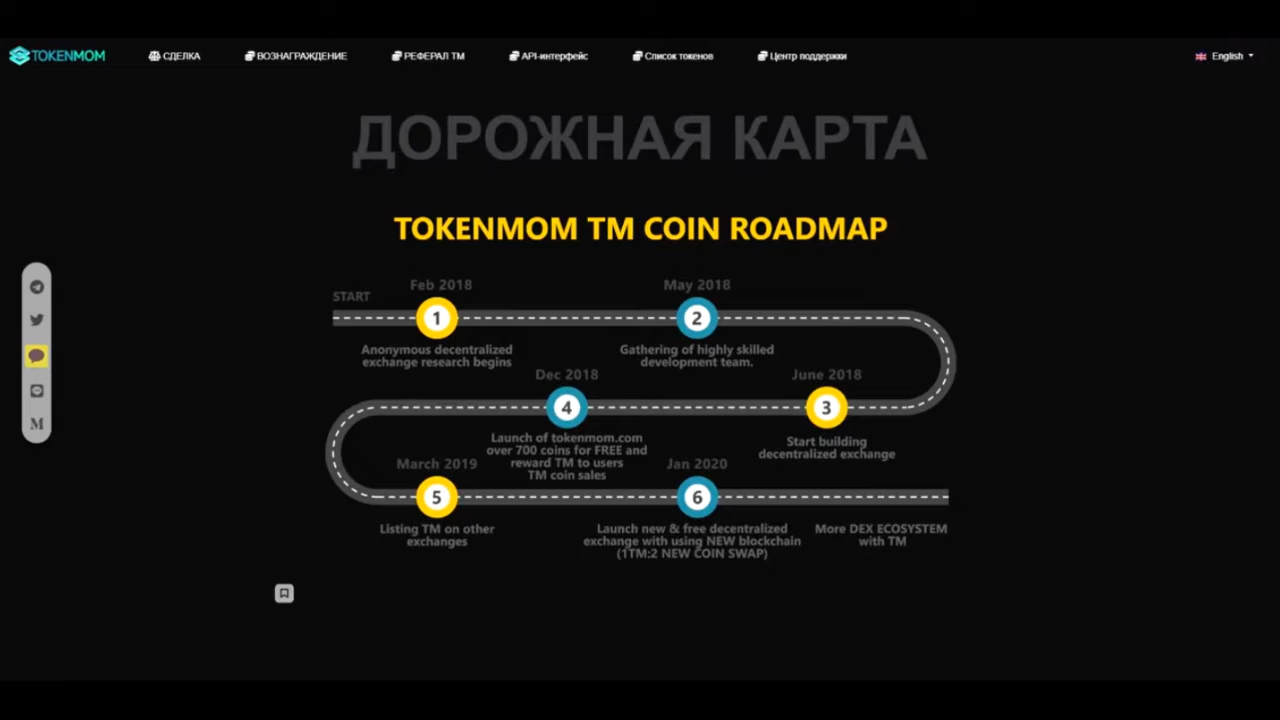 TOKENMOM
СДЕЛКА
ВОЗНАГРАЖДЕНИЕ
РЕФЕРАЛ ТМ
API-интерфейс
Список токенов
Центр поддержки
English
ДОРОЖНАЯ КАРТА
TOKENMOM TM COIN ROADMAP
START
Feb 2018
1
Anonymous decentralized
exchange research begins
May 2018
2
Gathering of highly skilled
development team.
June 2018
3
Start building
decentralized exchange
Dec 2018
4
Launch of tokenmom.com
over 700 coins for FREE and
reward TM to users
TM coin sales
March 2019
5
Listing TM on other
exchanges
Jan 2020
6
Launch new & free decentralized
exchange with using NEW blockchain
(1TM:2 NEW COIN SWAP)
More DEX ECOSYSTEM
with TM
M